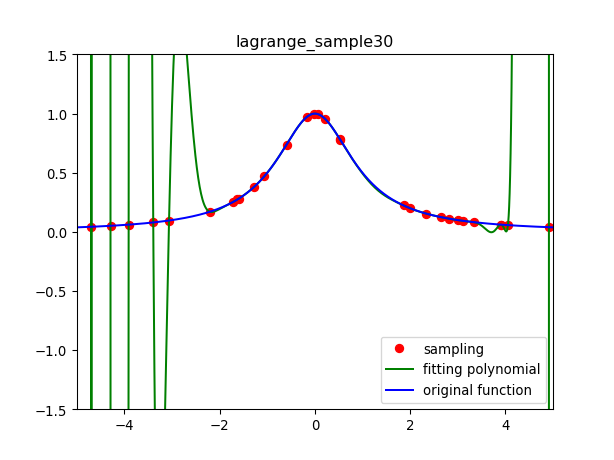 lagrange_sample30
1.5
1.0
0.5
0.0
−0.5
−1.0
−1.5
sampling
fitting polynomial
original function
−4 −2 0 2 4